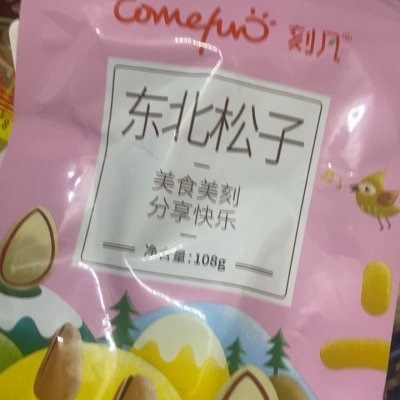 Comefun 刻凡
东北松子
美食美刻
分享快乐
净含量:108g